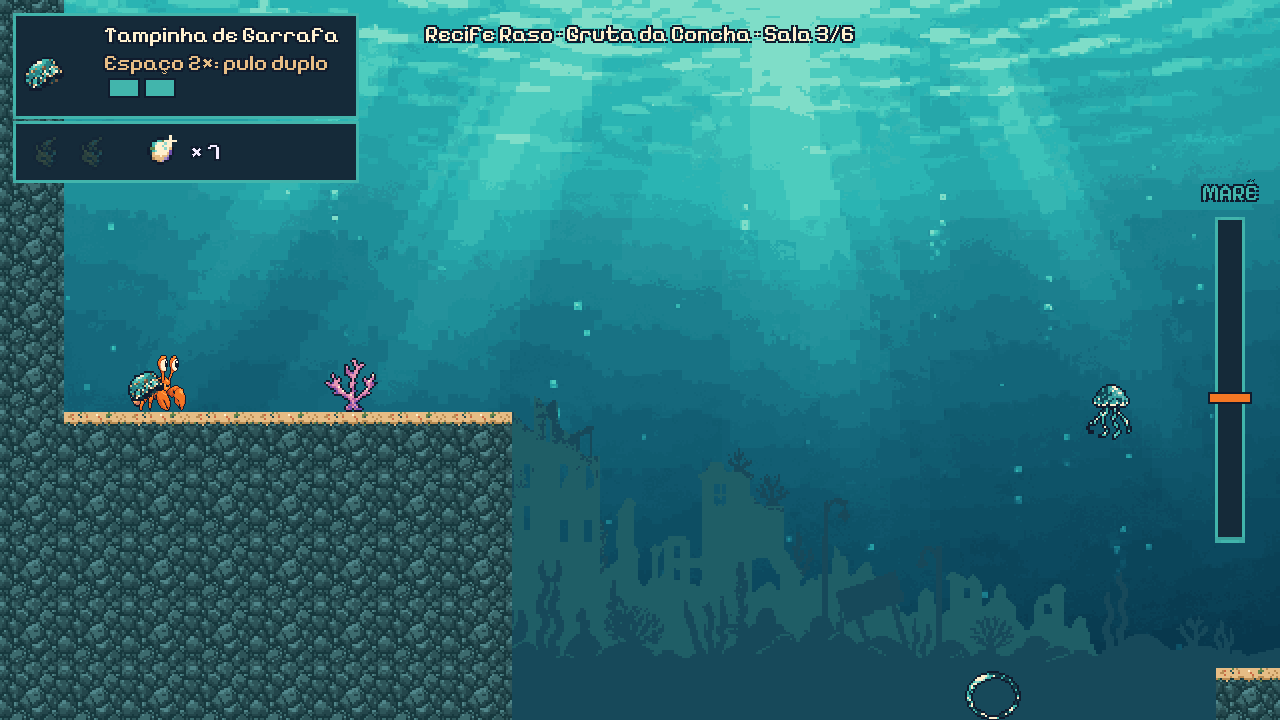 Tampinha de Garrafa
Espaço 2×: pulo duplo
× 7
Recife Raso · Gruta da Concha · Sala 3/6
MARÉ